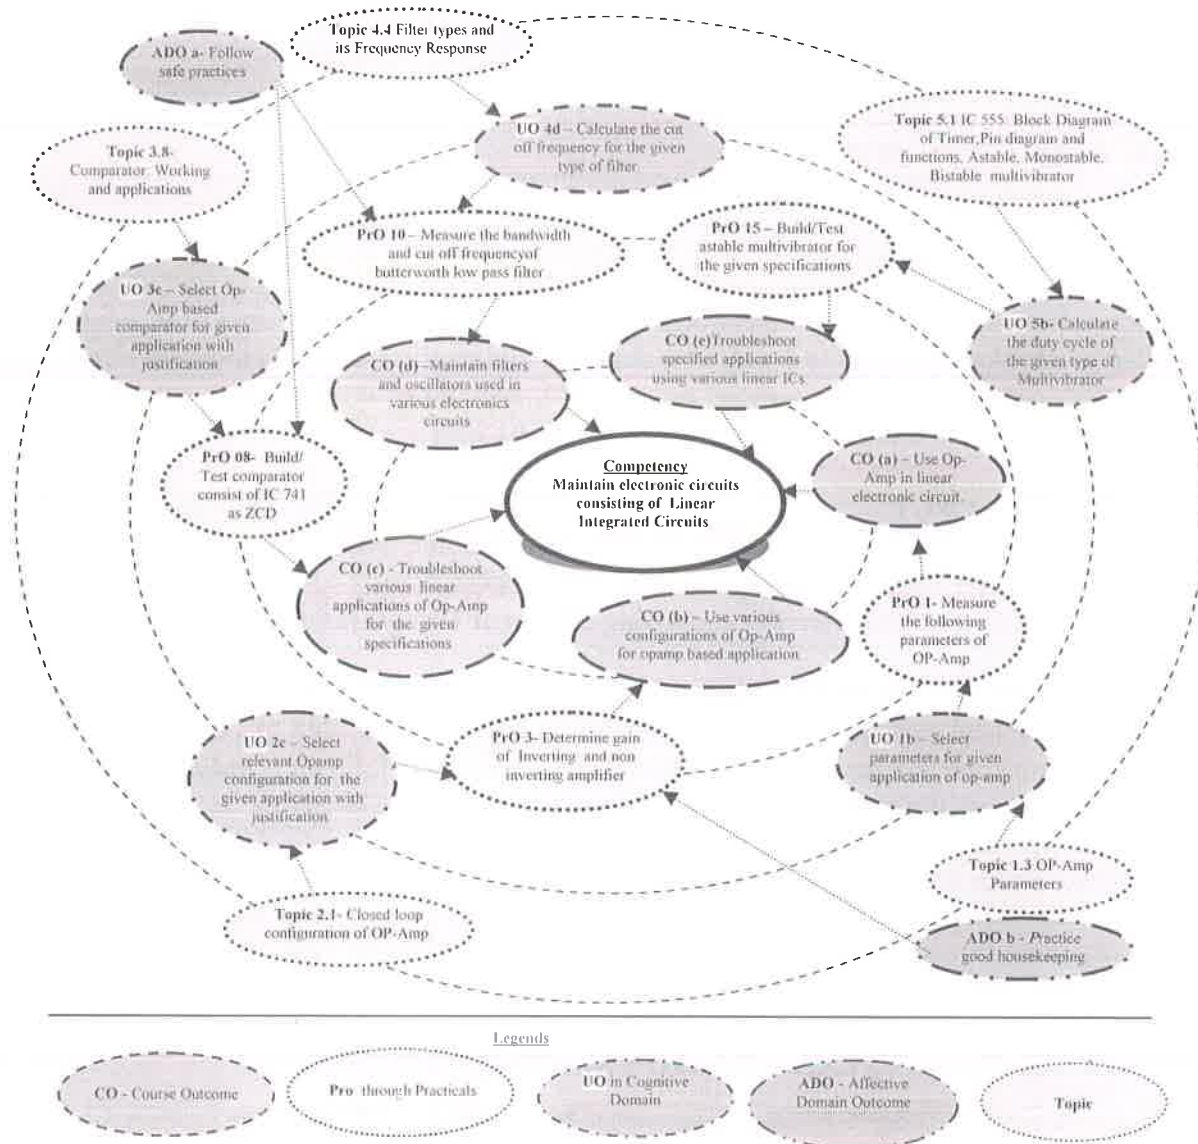 Topic 4.4 Filter types and
its Frequency Response
ADO a- Follow
safe practices
UO 4d – Calculate the cut
off frequency for the given
type of filter
Topic 5.1 IC 555 Block Diagram
of Timer,Pin diagram and
functions, Astable, Monostable,
Bistable multivibrator
Topic 3.8-
Comparator Working
and applications
PrO 10 – Measure the bandwidth
and cut off frequencyof
butterworth low pass filter
PrO 15 – Build/Test
astable multivibrator for
the given specifications
UO 3c – Select Op-
Amp based
comparator for given
application with
justification
CO (d) –Maintain filters
and oscillators used in
various electronics
circuits
CO (e)Troubleshoot
specified applications
using various linear ICs
UO 5b- Calculate
the duty cycle of
the given type of
Multivibrator
PrO 08- Build/
Test comparator
consist of IC 741
as ZCD
Competency
Maintain electronic circuits
consisting of Linear
Integrated Circuits
CO (a) – Use Op-
Amp in linear
electronic circuit.
CO (c) - Troubleshoot
various linear
applications of Op-Amp
for the given
specifications
CO (b) – Use various
configurations of Op-Amp
for opamp based application
PrO 1- Measure
the following
parameters of
OP-Amp
UO 2c – Select
relevant Opamp
configuration for the
given application with
justification
PrO 3- Determine gain
of Inverting and non
inverting amplifier
UO 1b – Select
parameters for given
application of op-amp
Topic 2.1- Closed loop
configuration of OP-Amp
Topic 1.3 OP-Amp
Parameters
ADO b - Practice
good housekeeping
Legends
CO - Course Outcome
Pro through Practicals
UO in Cognitive
Domain
ADO - Affective
Domain Outcome
Topic